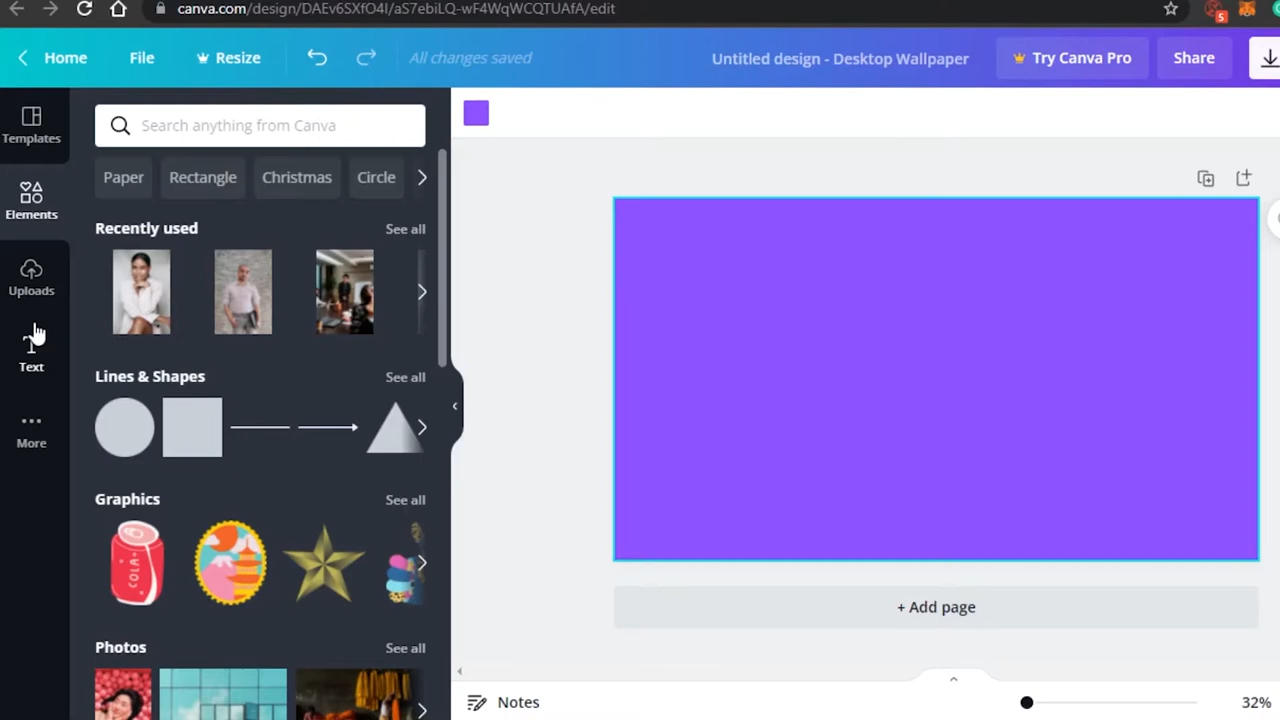 canva.com/design/DAEv6SXfO4I/aS7ebiLQ-wF4WqWCQTUAfA/edit
5
Home File Resize All changes saved Untitled design - Desktop Wallpaper Try Canva Pro Share
Templates
Elements
Uploads
Text
More
Search anything from Canva
Paper Rectangle Christmas Circle
Recently used See all
Lines & Shapes See all
Graphics See all
COLA
Photos See all
+ Add page
Notes 32%